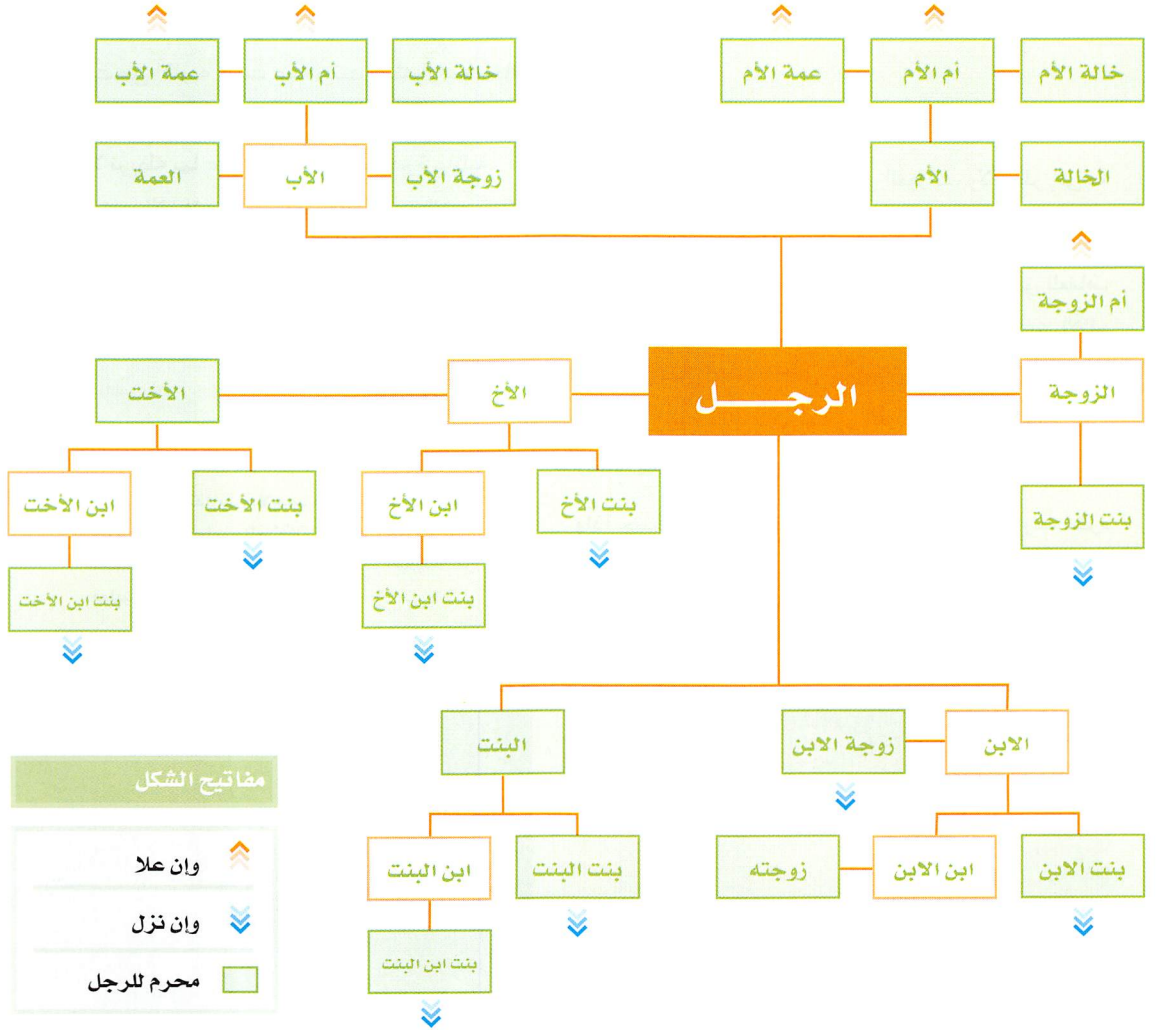 خالة الأم
أم الأم
عمة الأم
خالة الأب
أم الأب
عمة الأب
الخالة
الأم
زوجة الأب
الأب
العمة
أم الزوجة
الزوجة
الرجـــــل
الأخ
الأخت
بنت الزوجة
بنت الأخ
ابن الأخ
بنت الأخت
ابن الأخت
بنت ابن الأخ
بنت ابن الأخت
الابن
زوجة الابن
البنت
بنت الابن
ابن الابن
زوجته
بنت البنت
ابن البنت
بنت ابن البنت
مفاتيح الشكل
وإن علا
وإن نزل
محرم للرجل